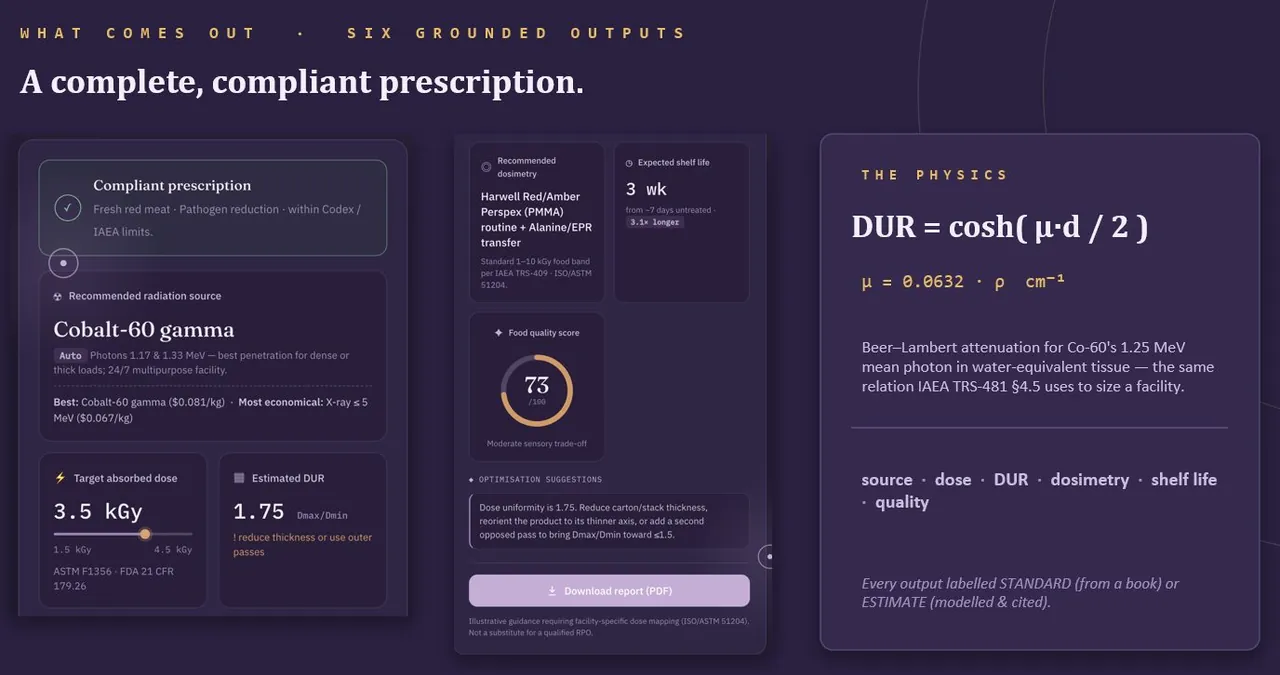 WHAT COMES OUT · SIX GROUNDED OUTPUTS
A complete, compliant prescription.
Compliant prescription
Fresh red meat · Pathogen reduction · within Codex /
IAEA limits.
Recommended radiation source
Cobalt-60 gamma
Auto Photons 1.17 & 1.33 MeV — best penetration for dense or
thick loads; 24/7 multipurpose facility.
Best: Cobalt-60 gamma ($0.081/kg) · Most economical: X-ray ≤ 5
MeV ($0.067/kg)
Target absorbed dose
3.5 kGy
1.5 kGy 4.5 kGy
ASTM F1356 · FDA 21 CFR
179.26
Estimated DUR
1.75 Dmax/Dmin
! reduce thickness or use outer
passes
Recommended
dosimetry
Harwell Red/Amber
Perspex (PMMA)
routine + Alanine/EPR
transfer
Standard 1–10 kGy food band
per IAEA TRS-409 · ISO/ASTM
51204.
Expected shelf life
3 wk
from ~7 days untreated ·
3.1× longer
Food quality score
73
/100
Moderate sensory trade-off
◆ OPTIMISATION SUGGESTIONS
Dose uniformity is 1.75. Reduce carton/stack thickness,
reorient the product to its thinner axis, or add a second
opposed pass to bring Dmax/Dmin toward ≤1.5.
Download report (PDF)
Illustrative guidance requiring facility-specific dose mapping (ISO/ASTM 51204).
Not a substitute for a qualified RPO.
THE PHYSICS
DUR = cosh( μ·d / 2 )
μ = 0.0632 · ρ cm⁻¹
Beer–Lambert attenuation for Co-60's 1.25 MeV
mean photon in water-equivalent tissue — the same
relation IAEA TRS-481 §4.5 uses to size a facility.
source · dose · DUR · dosimetry · shelf life
· quality
Every output labelled STANDARD (from a book) or
ESTIMATE (modelled & cited).